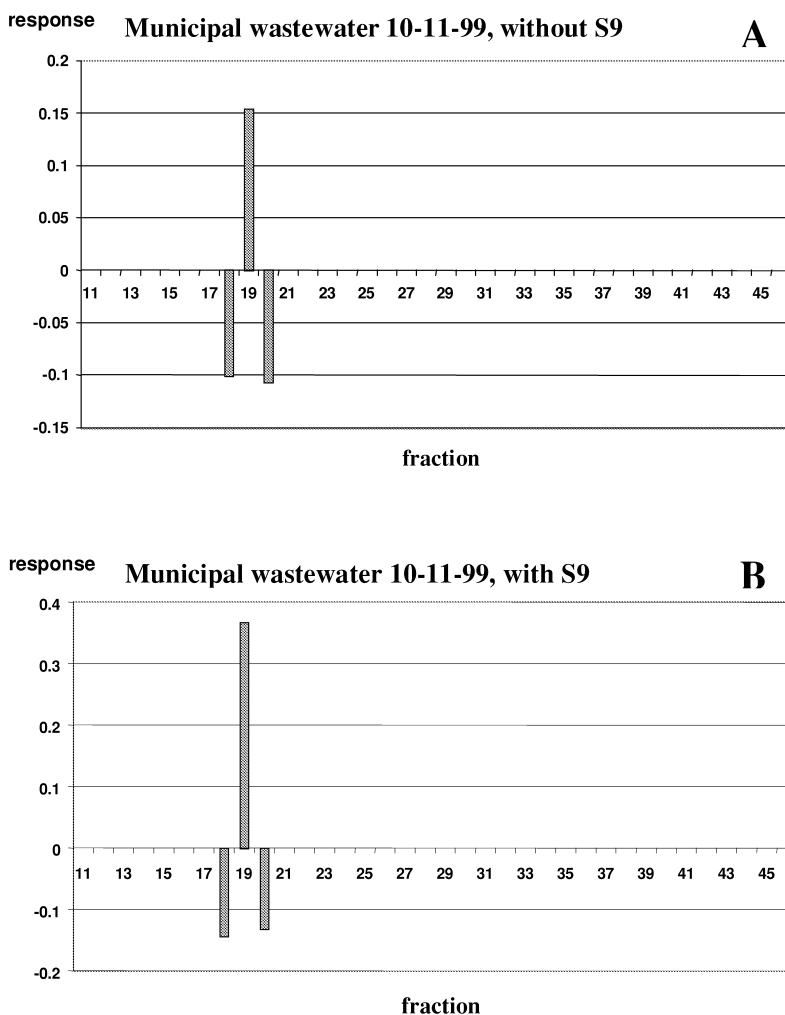 response
Municipal wastewater 10-11-99, without S9
A
0.2
0.15
0.1
0.05
0
11 13 15 17 19 21 23 25 27 29 31 33 35 37 39 41 43 45
-0.05
-0.1
-0.15
fraction
response
Municipal wastewater 10-11-99, with S9
B
0.4
0.3
0.2
0.1
0
11 13 15 17 19 21 23 25 27 29 31 33 35 37 39 41 43 45
-0.1
-0.2
fraction